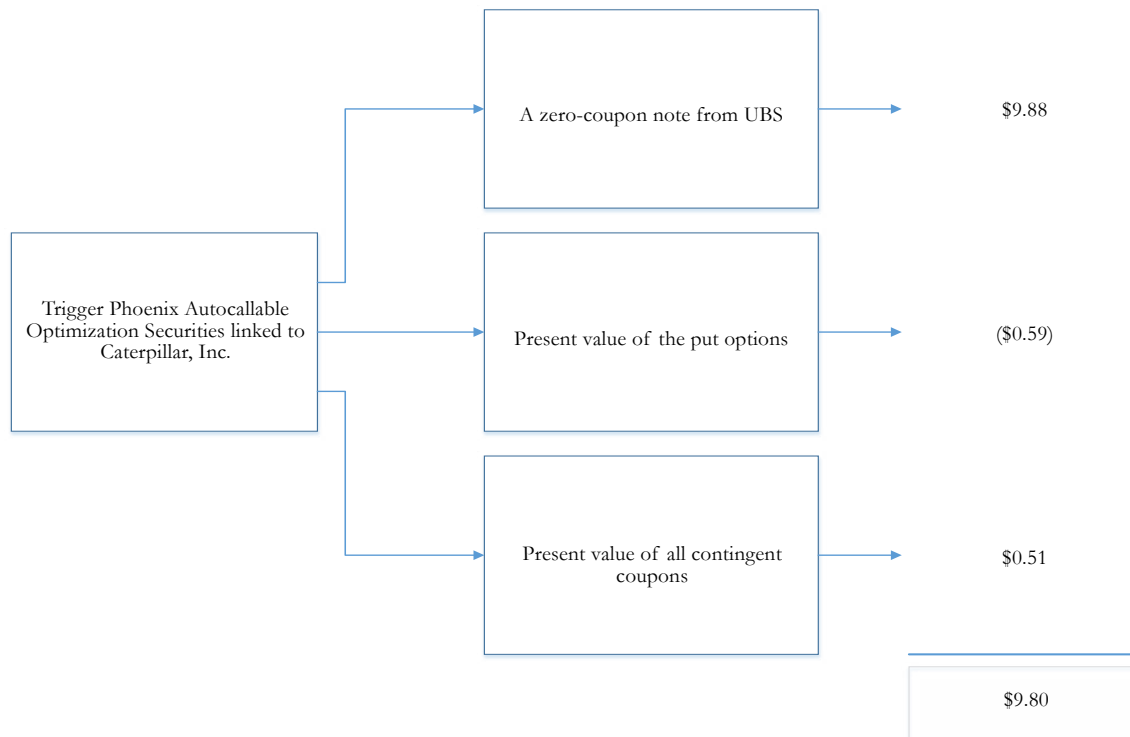 A zero-coupon note from UBS
$9.88
Trigger Phoenix Autocallable
Optimization Securities linked to
Caterpillar, Inc.
Present value of the put options
($0.59)
Present value of all contingent
coupons
$0.51
$9.80